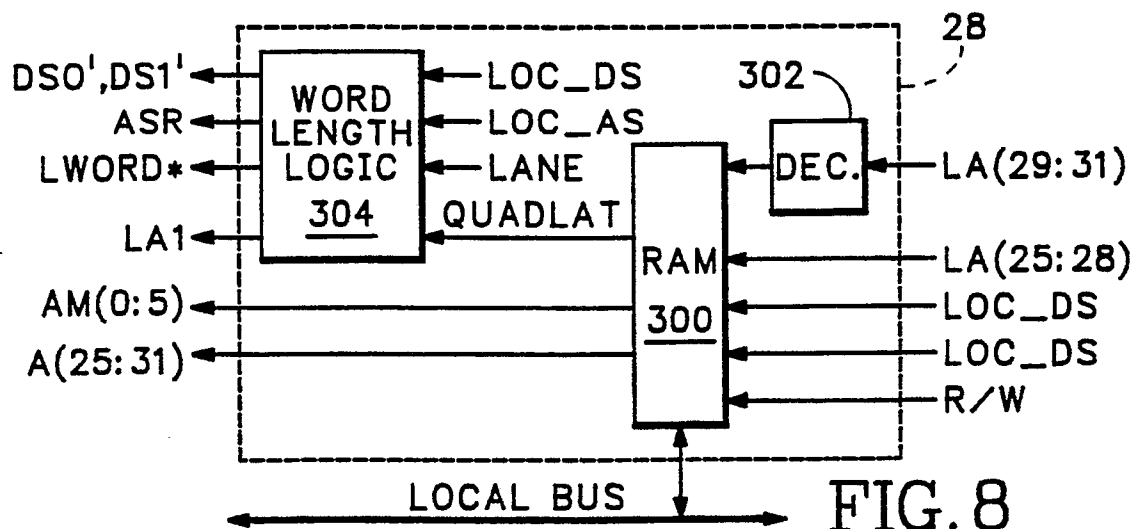 28
DS0',DS1'
ASR
LWORD*
LA1
AM(0:5)
A(25:31)
WORD
LENGTH
LOGIC
304
LOC_DS
LOC_AS
LANE
QUADLAT
302
DEC.
RAM
300
LA(29:31)
LA(25:28)
LOC_DS
LOC_DS
R/W
LOCAL BUS
FIG.8